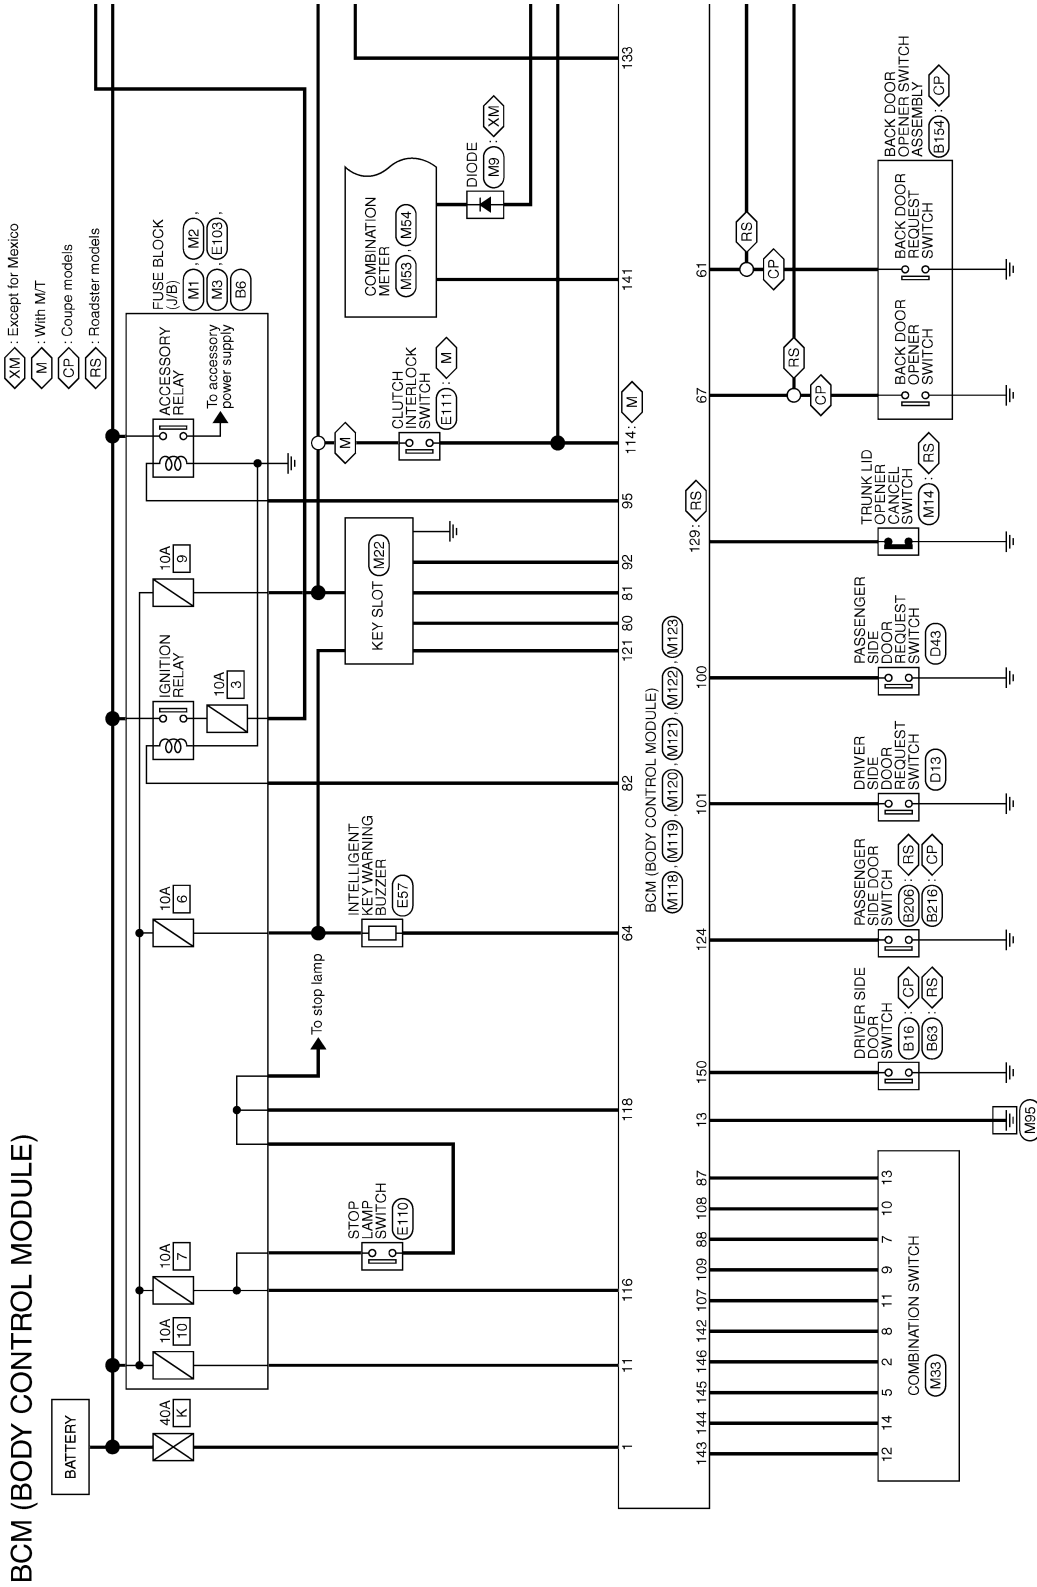 BCM (BODY CONTROL MODULE)
XM : Except for Mexico
M : With M/T
CP : Coupe models
RS : Roadster models
BATTERY
40A
K
10A
10
10A
7
10A
6
IGNITION
RELAY
10A
3
10A
9
ACCESSORY
RELAY
To accessory
power supply
FUSE BLOCK
(J/B)
M1 , M2 ,
M3 , E103 ,
B6
STOP
LAMP
SWITCH
E110
To stop lamp
INTELLIGENT
KEY WARNING
BUZZER
E57
KEY SLOT
M22
M
CLUTCH
INTERLOCK
SWITCH
E111 : M
COMBINATION
METER
M53 , M54
DIODE
M9 : XM
1
11
116
118
64
82
121
80
81
92
95
114: M
141
133
BCM (BODY CONTROL MODULE)
M118 , M119 , M120 , M121 , M122 , M123
143
144
145
146
142
107
109
88
108
87
13
150
124
101
100
129: RS
67
61
RS
CP
RS
CP
12
14
5
2
8
11
9
7
10
13
COMBINATION SWITCH
M33
M95
DRIVER SIDE
DOOR
SWITCH
B16 : CP
B63 : RS
PASSENGER
SIDE DOOR
SWITCH
B206 : RS
B216 : CP
DRIVER
SIDE
DOOR
REQUEST
SWITCH
D13
PASSENGER
SIDE
DOOR
REQUEST
SWITCH
D43
TRUNK LID
OPENER
CANCEL
SWITCH
M14 : RS
BACK DOOR
OPENER
SWITCH
BACK DOOR
REQUEST
SWITCH
BACK DOOR
OPENER SWITCH
ASSEMBLY
B154 : CP